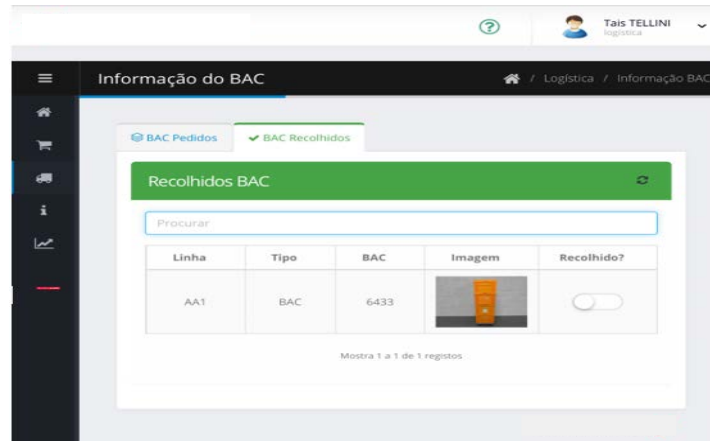 Tais TELLINI
logística
Informação do BAC
/ Logística / Informação BAC
BAC Pedidos
BAC Recolhidos
Recolhidos BAC
Procurar
Linha Tipo BAC Imagem Recolhido?
AA1 BAC 6433
Mostra 1 a 1 de 1 registos